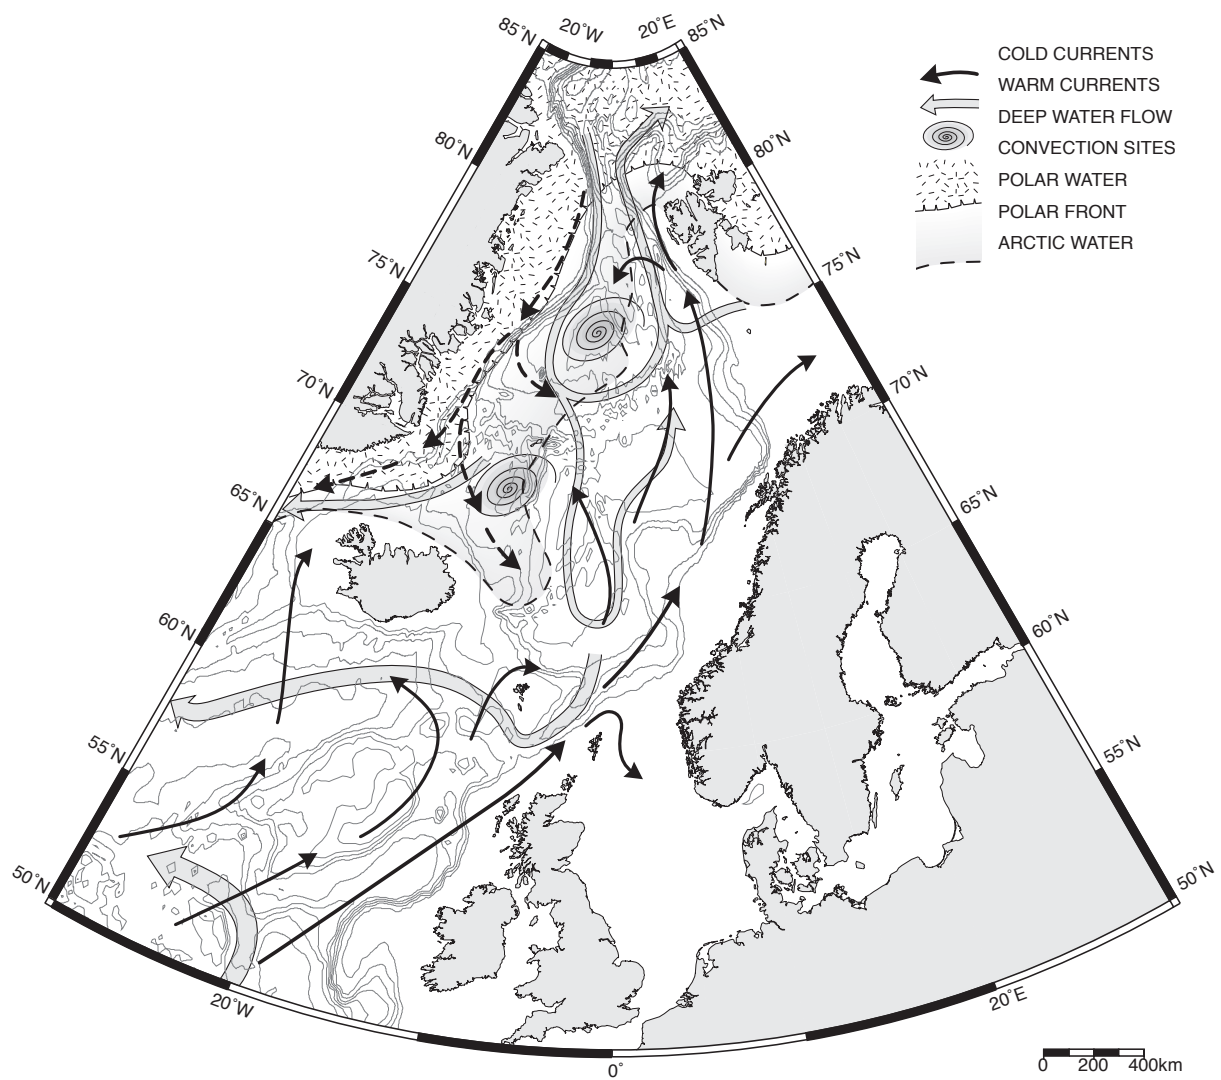 85˚N
20˚W
20˚E
85˚N
80˚N
80˚N
75˚N
75˚N
70˚N
70˚N
65˚N
65˚N
60˚N
60˚N
55˚N
55˚N
50˚N
50˚N
20˚W
0˚
20˚E
COLD CURRENTS
WARM CURRENTS
DEEP WATER FLOW
CONVECTION SITES
POLAR WATER
POLAR FRONT
ARCTIC WATER
0 200 400km